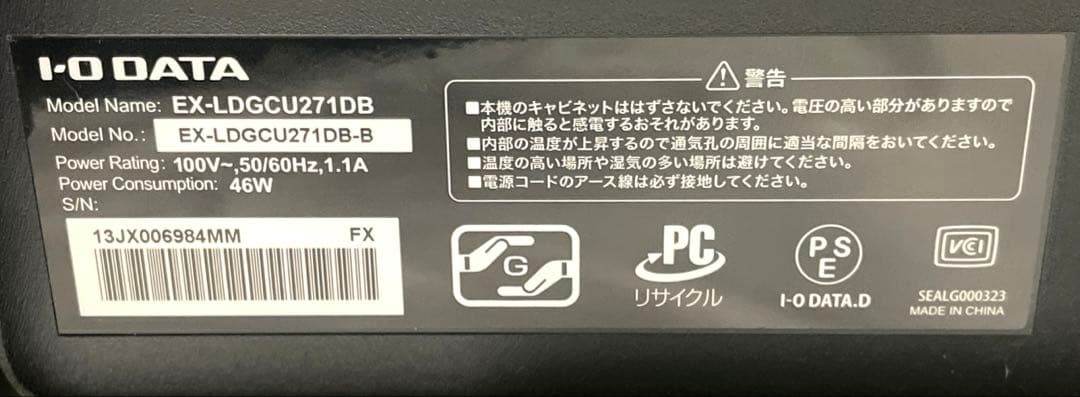 I-O DATA
Model Name: EX-LDGCU271DB
Model No.: EX-LDGCU271DB-B
Power Rating: 100V~,50/60Hz,1.1A
Power Consumption: 46W
S/N:
13JX006984MM FX
警告
■本機のキャビネットははずさないでください。電圧の高い部分がありますので
内部に触ると感電するおそれがあります。
■内部の温度が上昇するので通気孔の周囲に適当な間隔をおいてください。
■温度の高い場所や湿気の多い場所は避けてください。
■電源コードのアース線は必ず接地してください。
G
PC
リサイクル
PSE
I-O DATA.D
VCCI
SEALG000323
MADE IN CHINA